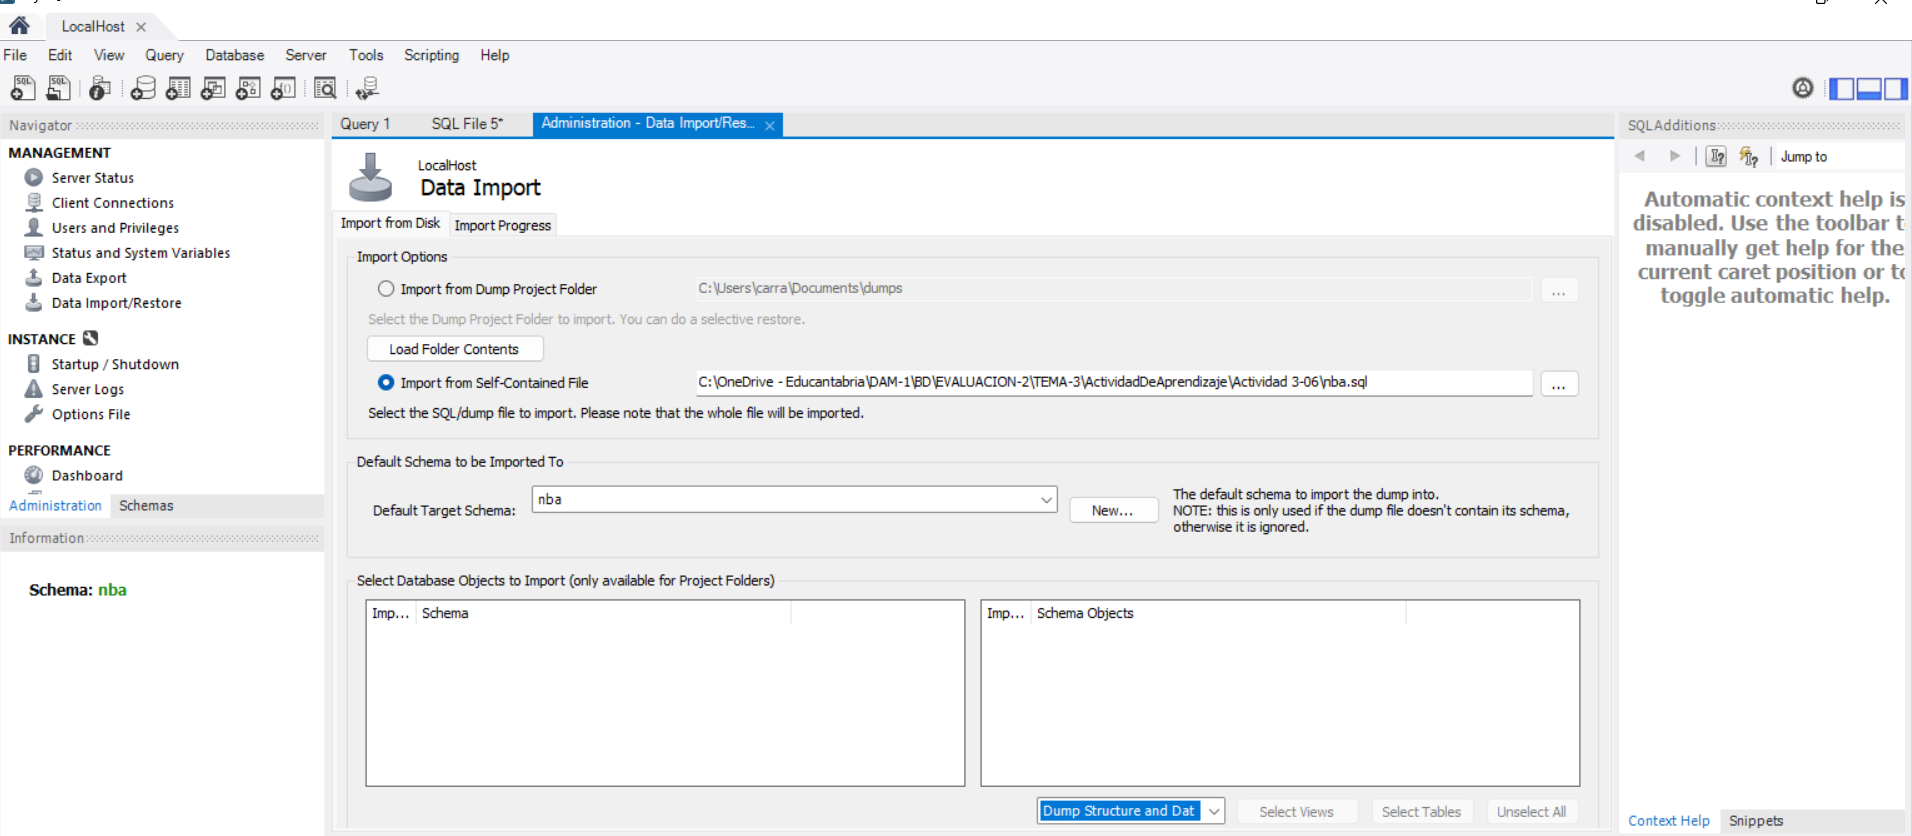 LocalHost
File Edit View Query Database Server Tools Scripting Help
Navigator
MANAGEMENT
Server Status
Client Connections
Users and Privileges
Status and System Variables
Data Export
Data Import/Restore
INSTANCE
Startup / Shutdown
Server Logs
Options File
PERFORMANCE
Dashboard
Administration Schemas
Information
Schema: nba
Query 1 SQL File 5* Administration - Data Import/Res...
LocalHost
Data Import
Import from Disk Import Progress
Import Options
Import from Dump Project Folder C:\Users\carra\Documents\dumps ...
Select the Dump Project Folder to import. You can do a selective restore.
Load Folder Contents
Import from Self-Contained File C:\OneDrive - Educantabria\DAM-1\BD\EVALUACION-2\TEMA-3\ActividadDeAprendizaje\Actividad 3-06\nba.sql ...
Select the SQL/dump file to import. Please note that the whole file will be imported.
Default Schema to be Imported To
Default Target Schema: nba New...
The default schema to import the dump into.
NOTE: this is only used if the dump file doesn't contain its schema,
otherwise it is ignored.
Select Database Objects to Import (only available for Project Folders)
Imp... Schema
Imp... Schema Objects
Dump Structure and Dat Select Views Select Tables Unselect All
SQLAdditions
Jump to
Automatic context help is
disabled. Use the toolbar t
manually get help for the
current caret position or to
toggle automatic help.
Context Help Snippets